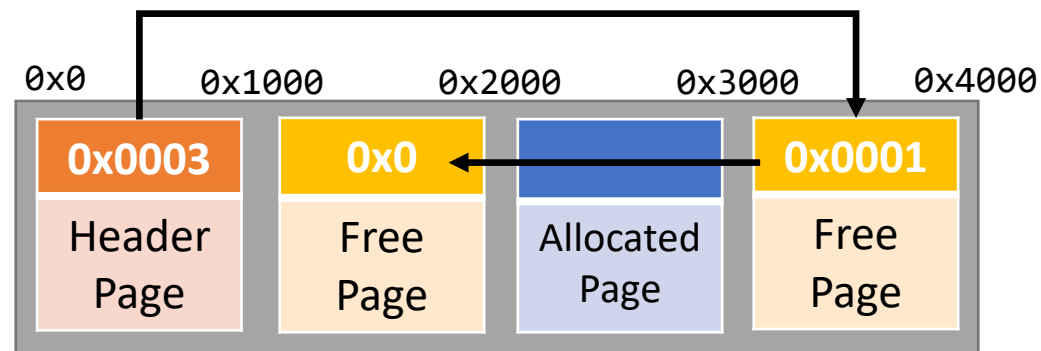 0x0 0x1000 0x2000 0x3000 0x4000
0x0003 0x0 0x0001
Header Free Allocated Free
Page Page Page Page